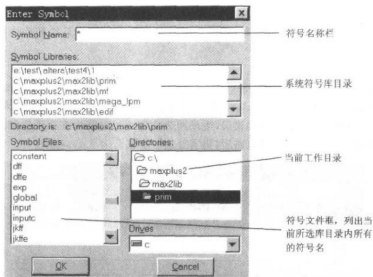 Enter Symbol
Symbol Name:
符号名称栏
Symbol Libraries:
e:\test\altera\test4\1
c:\maxplus2\max2lib\prim
c:\maxplus2\max2lib\mf
c:\maxplus2\max2lib\mega_lpm
c:\maxplus2\max2lib\edif
系统符号库目录
Directory is: c:\maxplus2\max2lib\prim
Symbol Files:
constant
dff
dffe
exp
global
input
inputc
jkff
jkffe
Directories:
c:\
maxplus2
max2lib
prim
当前工作目录
Drives
c:
符号文件框，列出当
前所选库目录内所有
的符号名
OK
Cancel